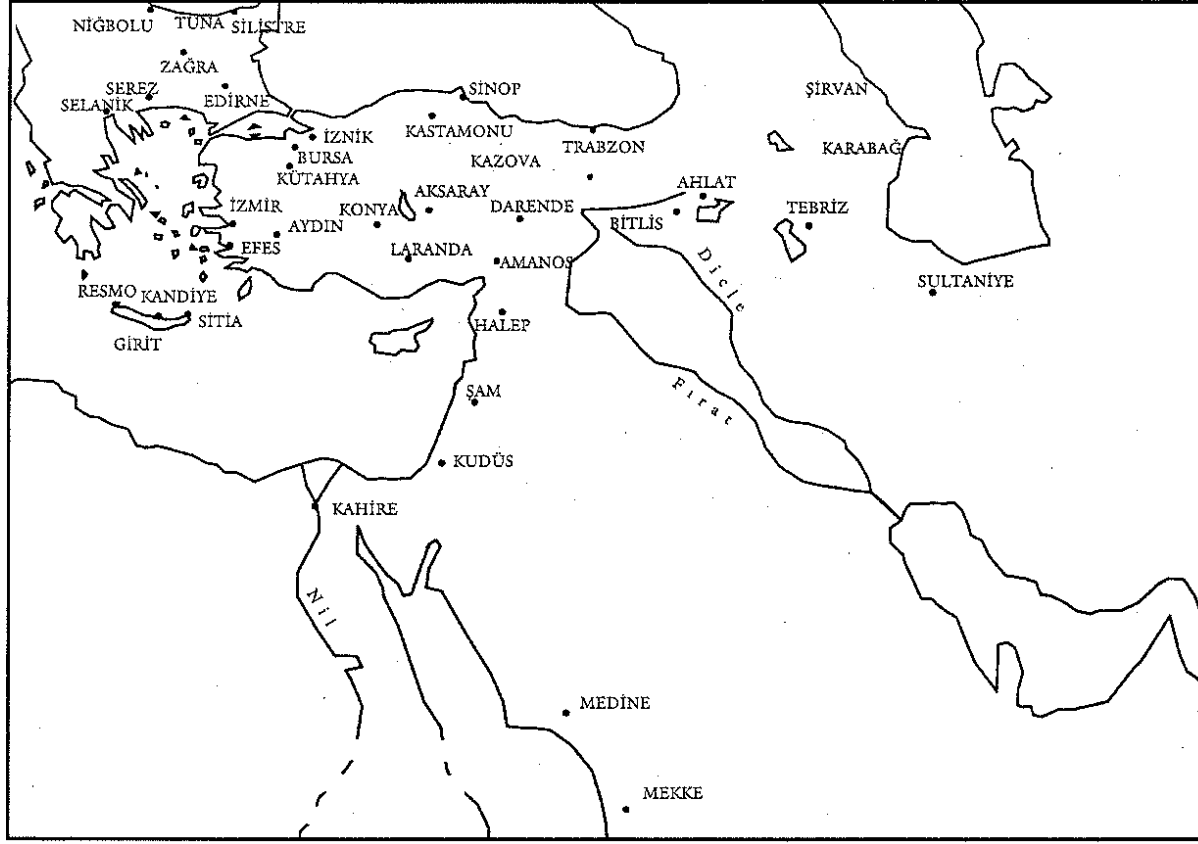 NİĞBOLU
TUNA
SİLİSTRE
ZAĞRA
SEREZ
EDİRNE
SELANİK
SİNOP
ŞİRVAN
KASTAMONU
İZNİK
BURSA
KÜTAHYA
TRABZON
KARABAĞ
KAZOVA
AKSARAY
AHLAT
İZMİR
KONYA
DARENDE
BİTLİS
TEBRİZ
AYDIN
EFES
LARANDA
AMANOS
Dicle
SULTANİYE
RESMO
KANDİYE
SİTİA
HALEP
GİRİT
ŞAM
Fırat
KUDÜS
KAHİRE
Nil
MEDİNE
MEKKE